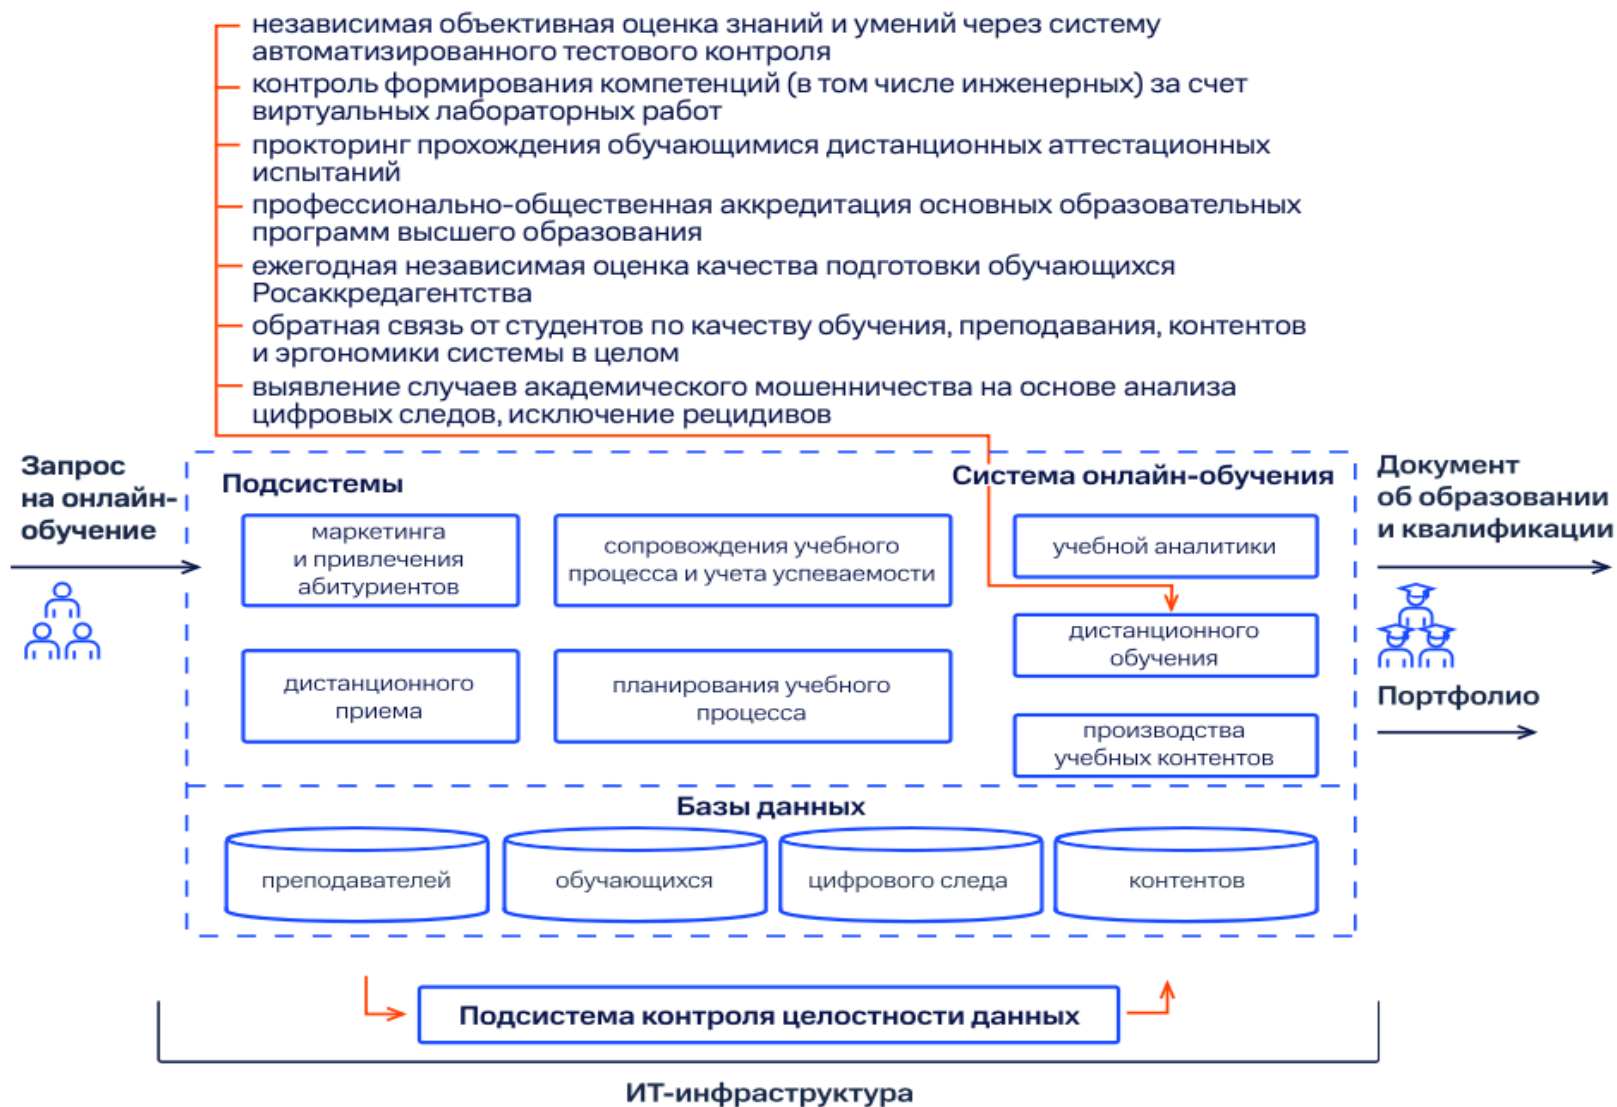 независимая объективная оценка знаний и умений через систему
автоматизированного тестового контроля
контроль формирования компетенций (в том числе инженерных) за счет
виртуальных лабораторных работ
прокторинг прохождения обучающимися дистанционных аттестационных
испытаний
профессионально-общественная аккредитация основных образовательных
программ высшего образования
ежегодная независимая оценка качества подготовки обучающихся
Росаккредагентства
обратная связь от студентов по качеству обучения, преподавания, контентов
и эргономики системы в целом
выявление случаев академического мошенничества на основе анализа
цифровых следов, исключение рецидивов
Запрос
на онлайн-
обучение
Подсистемы
Система онлайн-обучения
маркетинга
и привлечения
абитуриентов
сопровождения учебного
процесса и учета успеваемости
учебной аналитики
дистанционного
приема
планирования учебного
процесса
дистанционного
обучения
производства
учебных контентов
Документ
об образовании
и квалификации
Портфолио
Базы данных
преподавателей
обучающихся
цифрового следа
контентов
Подсистема контроля целостности данных
ИТ-инфраструктура